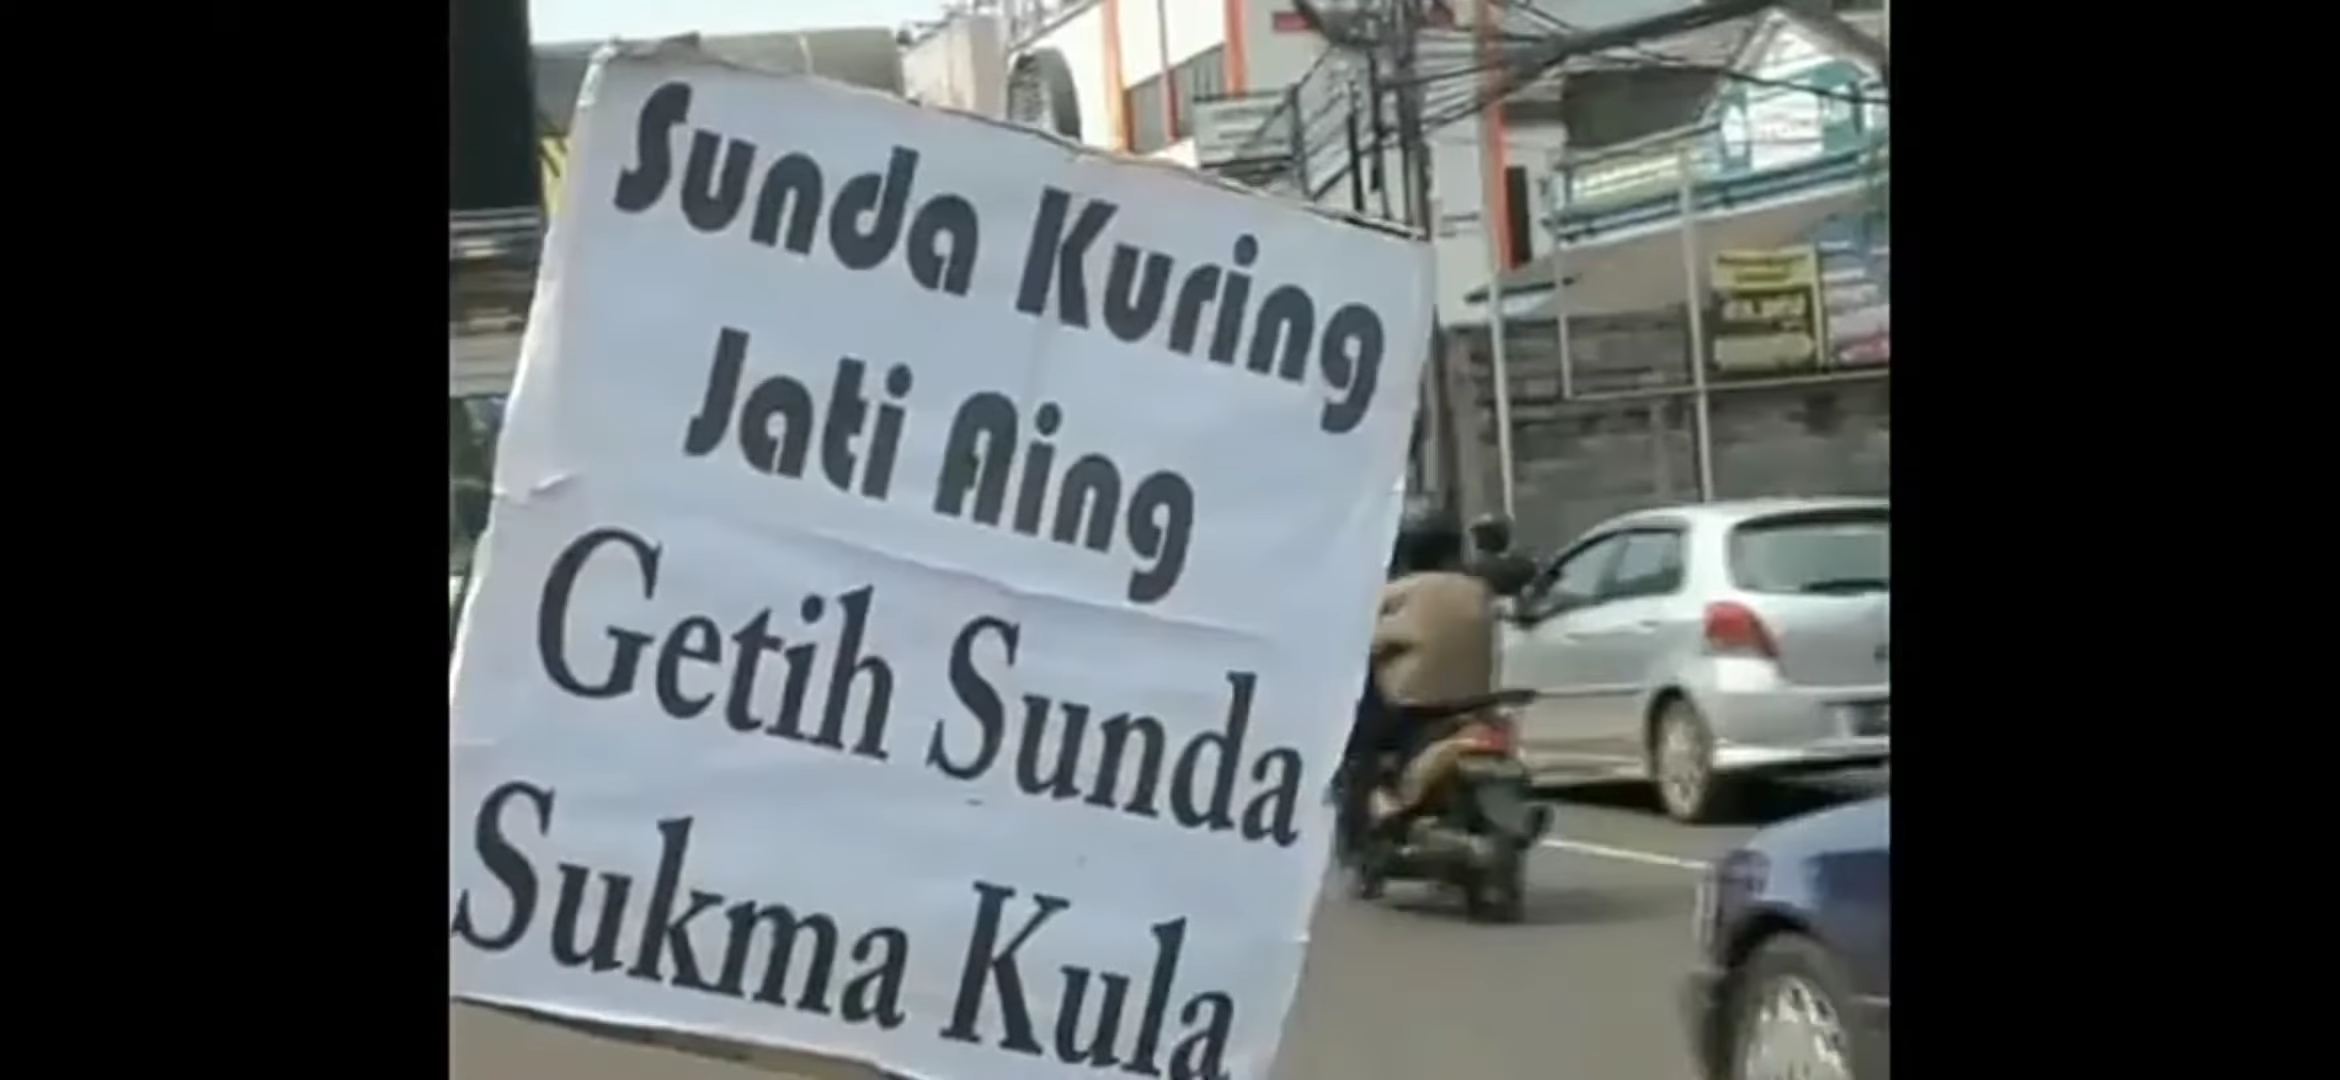 Sunda Kuring
Jati Aing
Getih Sunda
Sukma Kula